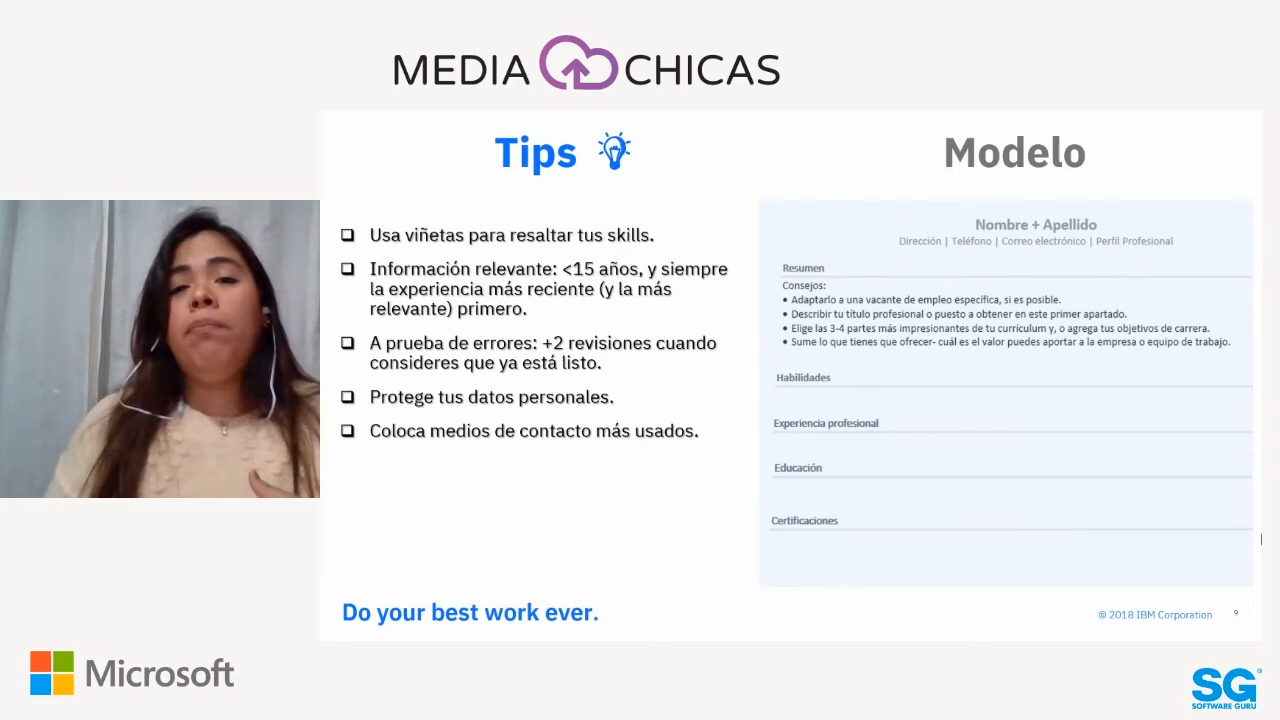 MEDIA CHICAS
Tips
Modelo
Usa viñetas para resaltar tus skills.
Información relevante: <15 años, y siempre
la experiencia más reciente (y la más
relevante) primero.
A prueba de errores: +2 revisiones cuando
consideres que ya está listo.
Protege tus datos personales.
Coloca medios de contacto más usados.
Nombre + Apellido
Dirección | Teléfono | Correo electrónico | Perfil Profesional
Resumen
Consejos:
• Adaptarlo a una vacante de empleo específica, si es posible.
• Describir tu título profesional o puesto a obtener en este primer apartado.
• Elige las 3-4 partes más impresionantes de tu currículum y, o agrega tus objetivos de carrera.
• Sume lo que tienes que ofrecer- cuál es el valor puedes aportar a la empresa o equipo de trabajo.
Habilidades
Experiencia profesional
Educación
Certificaciones
Do your best work ever.
© 2018 IBM Corporation 9
Microsoft
SG
SOFTWARE GURU